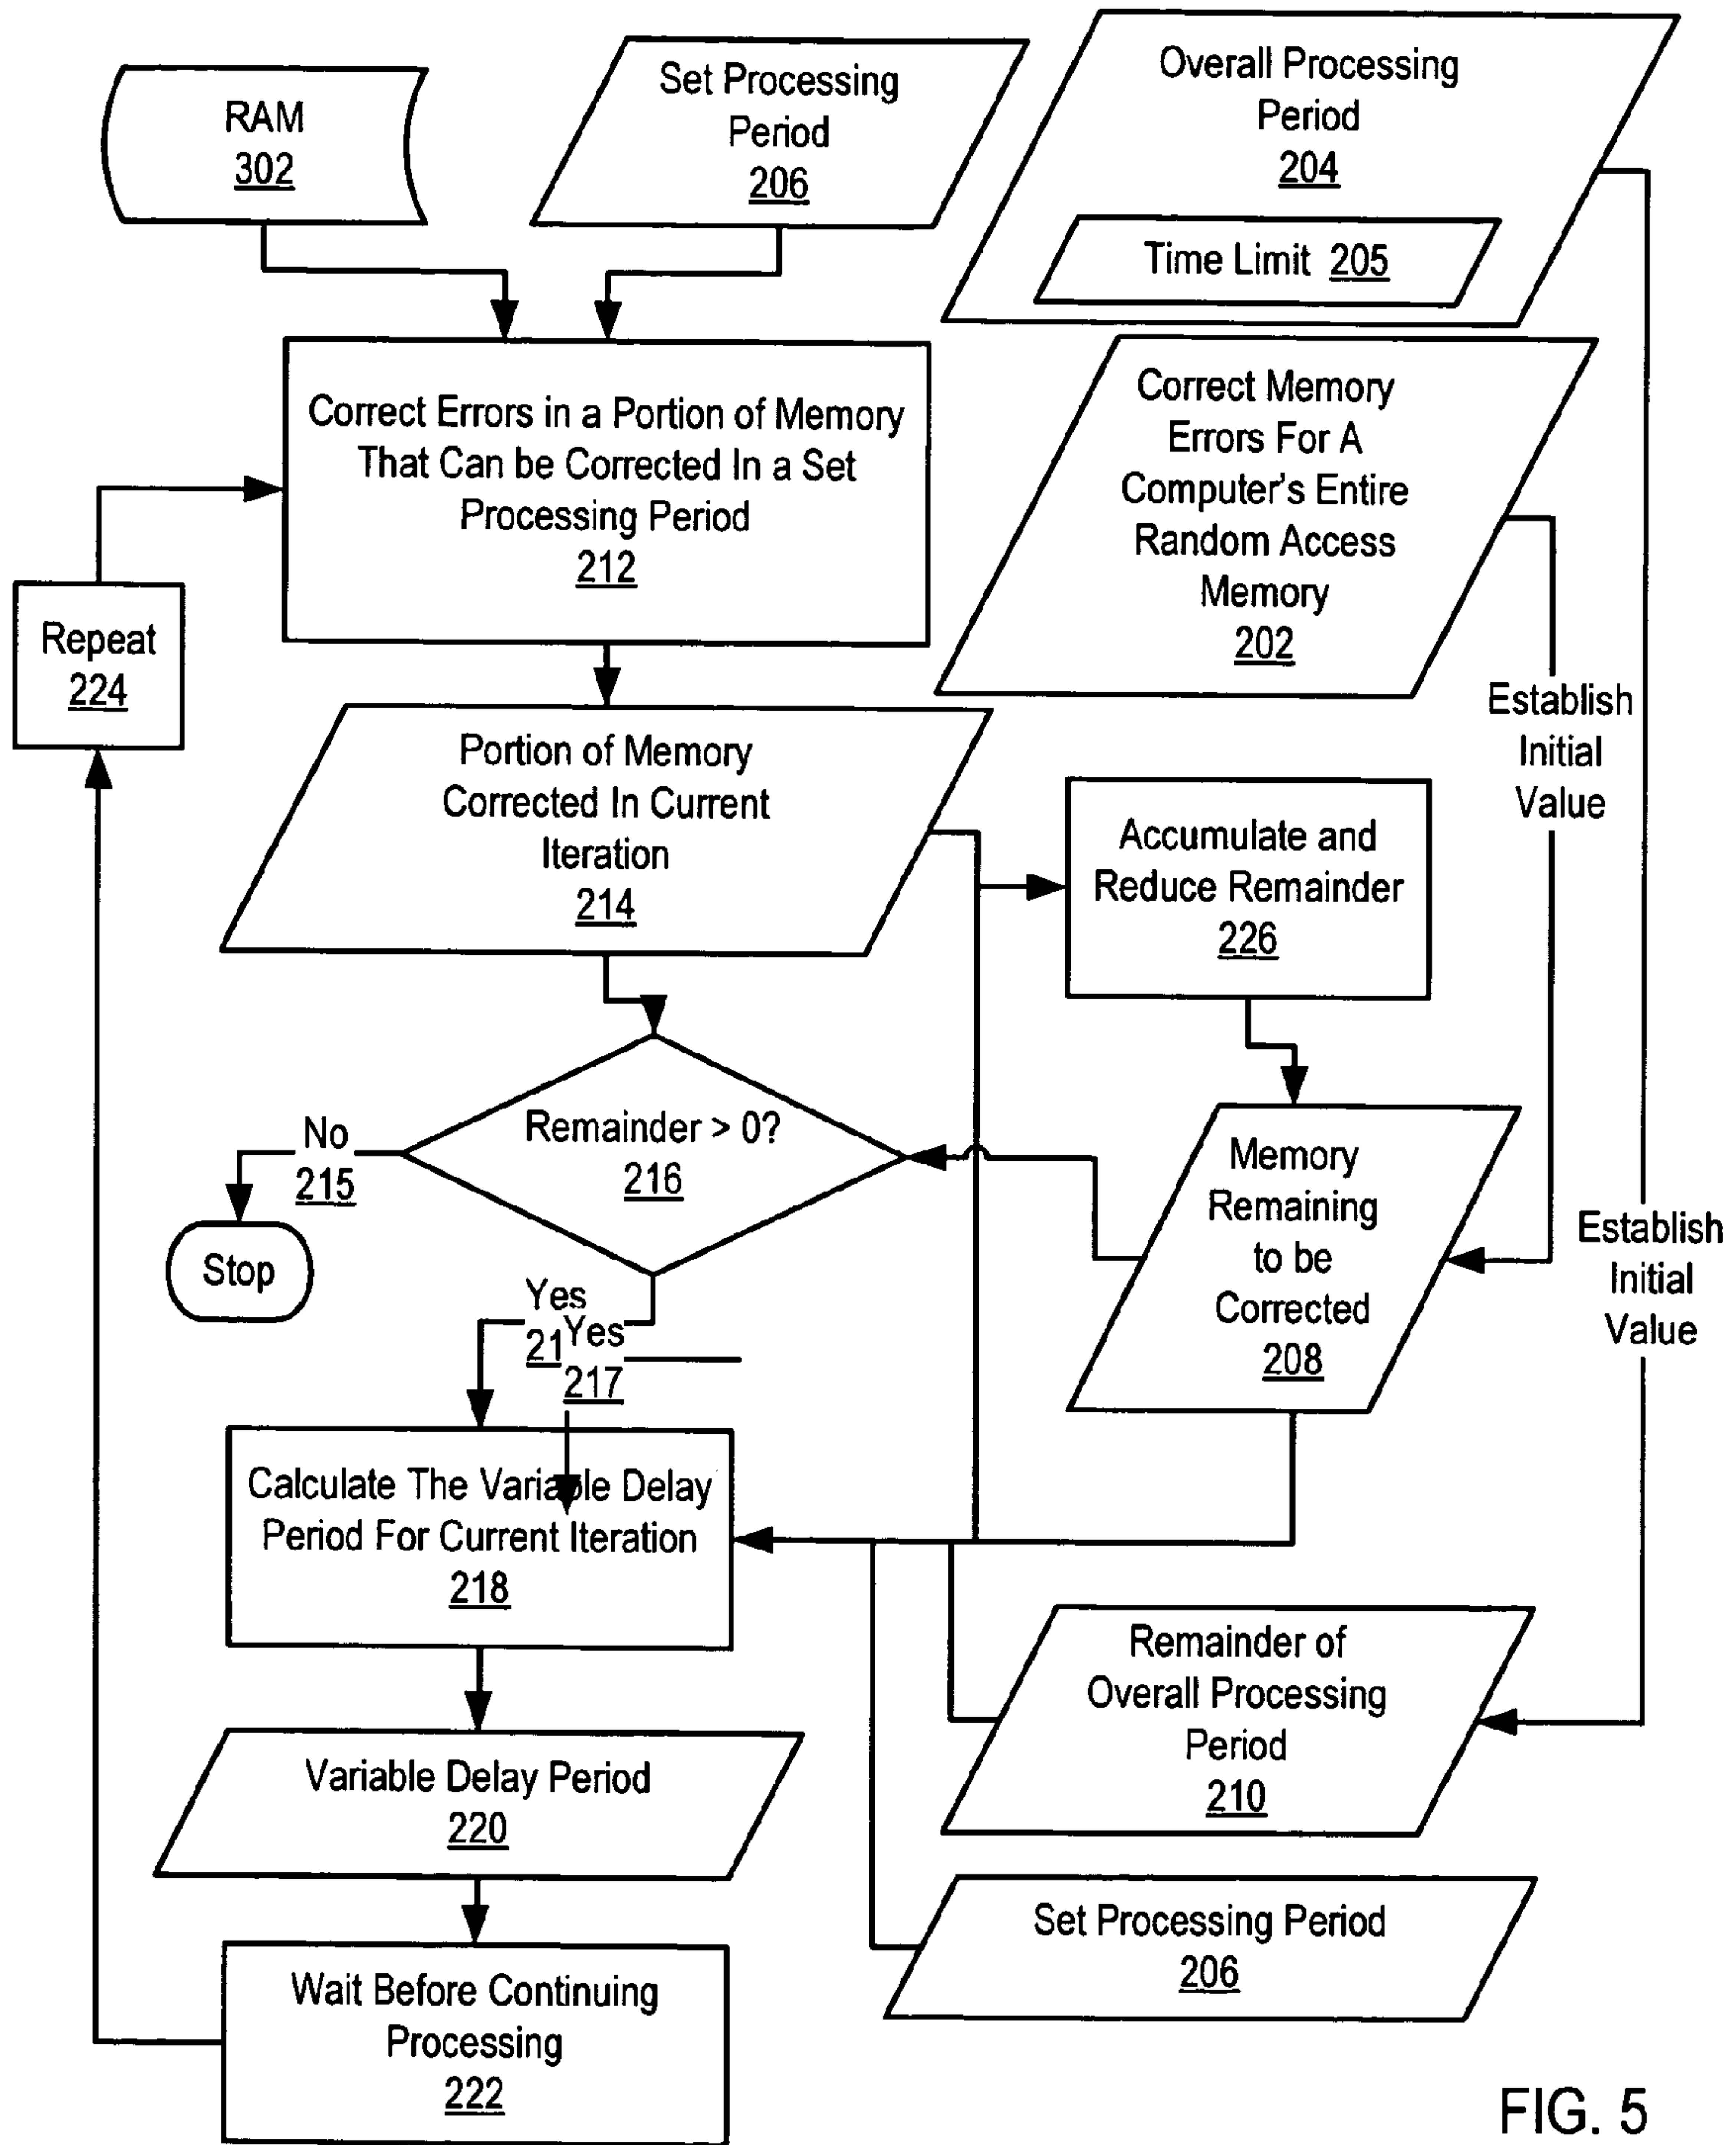 RAM
302
Set Processing
Period
206
Overall Processing
Period
204
Time Limit 205
Correct Errors in a Portion of Memory
That Can be Corrected In a Set
Processing Period
212
Correct Memory
Errors For A
Computer's Entire
Random Access
Memory
202
Repeat
224
Establish
Initial
Value
Portion of Memory
Corrected In Current
Iteration
214
Accumulate and
Reduce Remainder
226
Remainder > 0?
216
No
215
Stop
Memory
Remaining
to be
Corrected
208
Establish
Initial
Value
Yes
21
Yes
217
Calculate The Variable Delay
Period For Current Iteration
218
Remainder of
Overall Processing
Period
210
Variable Delay Period
220
Set Processing Period
206
Wait Before Continuing
Processing
222
FIG. 5